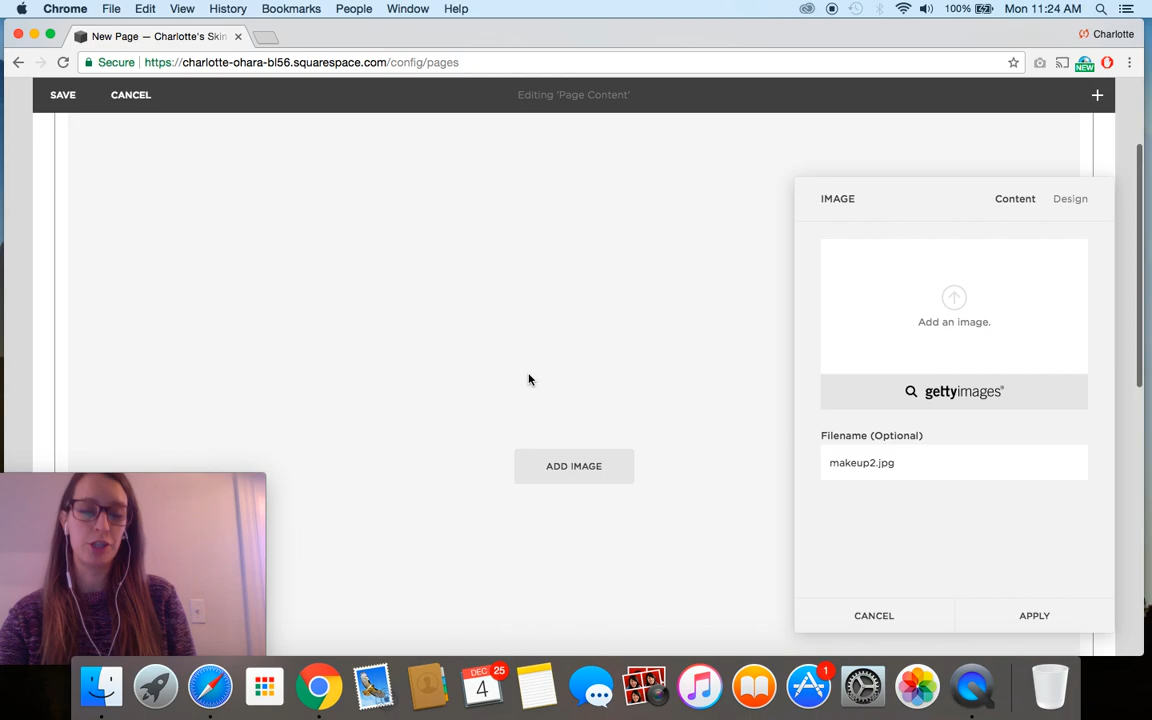 Chrome File Edit View History Bookmarks People Window Help 100% Mon 11:24 AM
New Page — Charlotte's Skin Charlotte
Secure https://charlotte-ohara-bl56.squarespace.com/config/pages NEW
SAVE CANCEL Editing 'Page Content' +
IMAGE Content Design
Add an image.
gettyimages®
Filename (Optional)
makeup2.jpg
ADD IMAGE
CANCEL APPLY
DEC 25
4
1